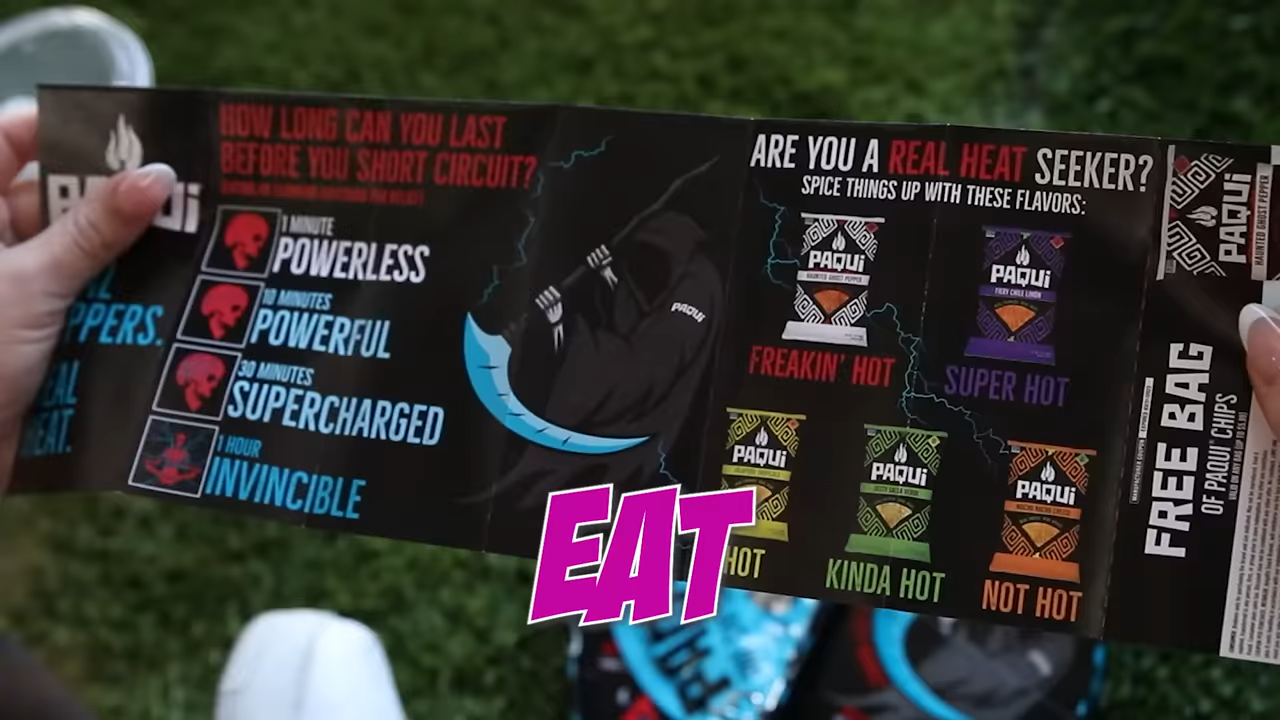 HOW LONG CAN YOU LAST
BEFORE YOU SHORT CIRCUIT?
1 MINUTE
POWERLESS
10 MINUTES
POWERFUL
30 MINUTES
SUPERCHARGED
1 HOUR
INVINCIBLE
PPERS.
PAQUI
ARE YOU A REAL HEAT SEEKER?
SPICE THINGS UP WITH THESE FLAVORS:
PAQUI
HAUNTED GHOST PEPPER
FREAKIN' HOT
PAQUI
FIERY CHILE LIMON
SUPER HOT
PAQUI
HOT
PAQUI
KINDA HOT
PAQUI
NOT HOT
PAQUI
HAUNTED GHOST PEPPER
FREE BAG
OF PAQUI CHIPS
EAT